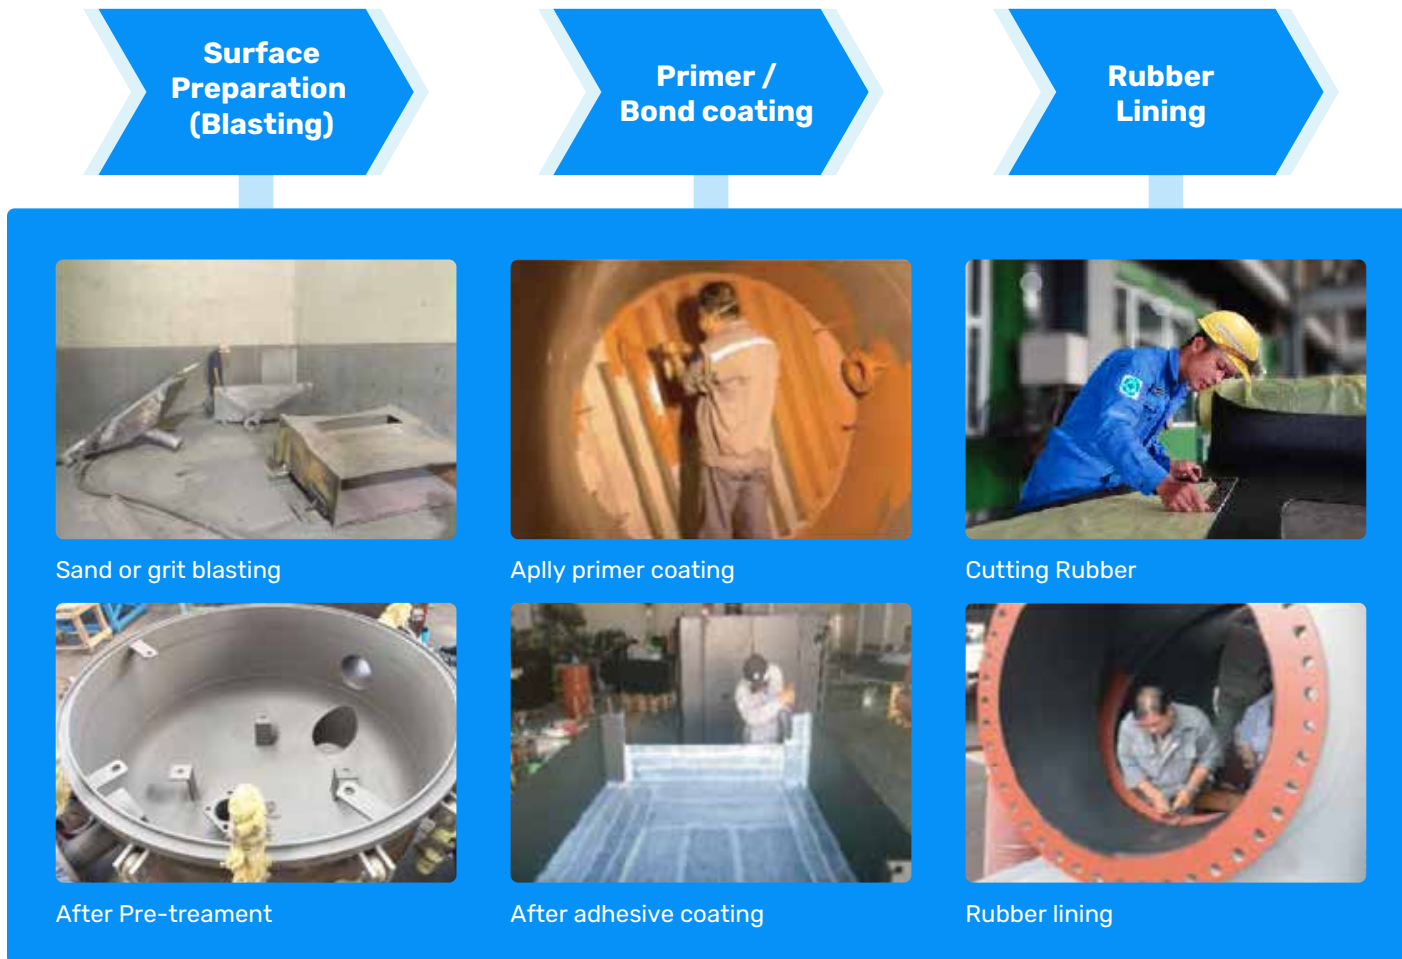 Surface
Preparation
(Blasting)
Primer /
Bond coating
Rubber
Lining
Sand or grit blasting
Aplly primer coating
Cutting Rubber
After Pre-treament
After adhesive coating
Rubber lining